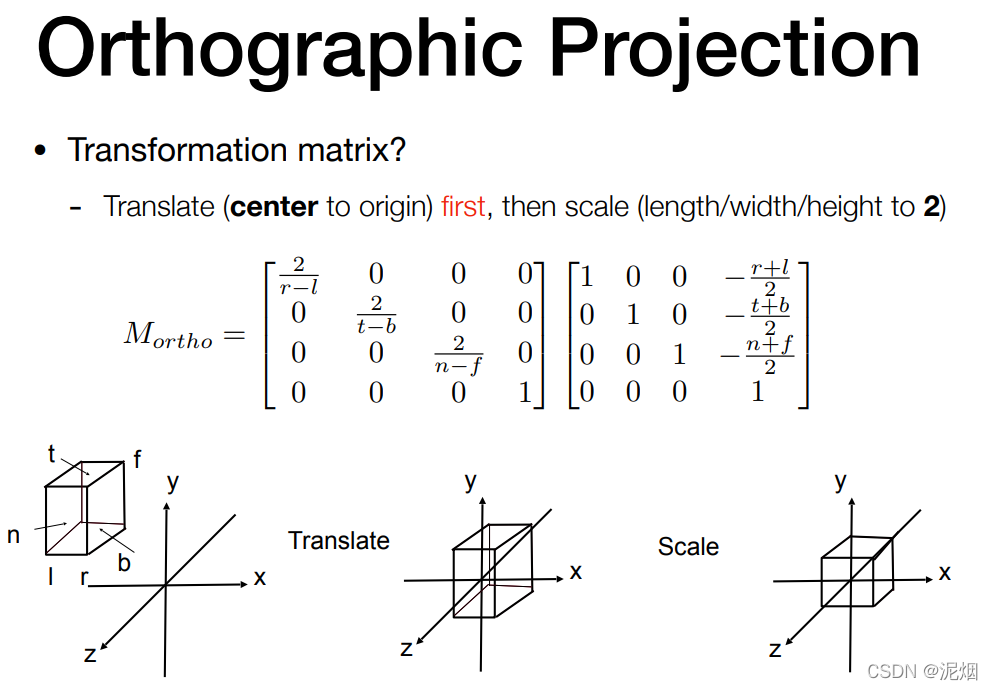 Orthographic Projection
• Transformation matrix?
- Translate (center to origin) first, then scale (length/width/height to 2)
M_{ortho} = \begin{bmatrix} \frac{2}{r-l} & 0 & 0 & 0 \\ 0 & \frac{2}{t-b} & 0 & 0 \\ 0 & 0 & \frac{2}{n-f} & 0 \\ 0 & 0 & 0 & 1 \end{bmatrix} \begin{bmatrix} 1 & 0 & 0 & -\frac{r+l}{2} \\ 0 & 1 & 0 & -\frac{t+b}{2} \\ 0 & 0 & 1 & -\frac{n+f}{2} \\ 0 & 0 & 0 & 1 \end{bmatrix}
t
f
n
b
l
r
y
x
z
Translate
y
x
z
Scale
y
x
z
CSDN @泥烟